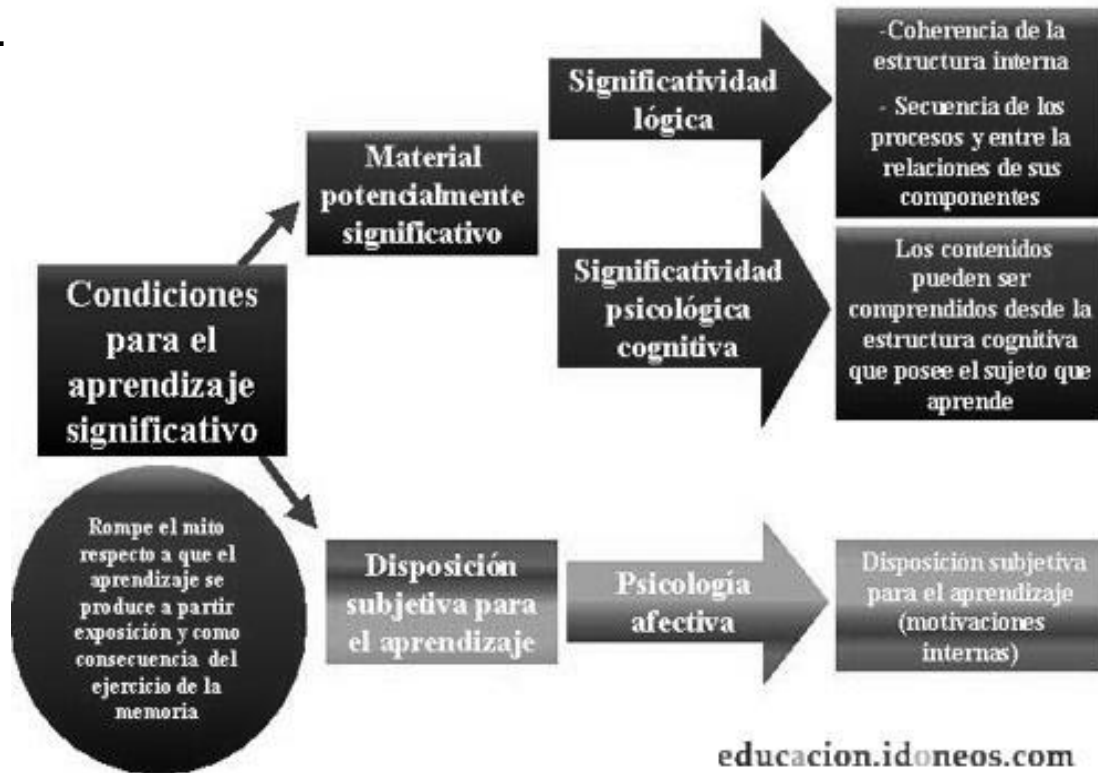 Condiciones
para el
aprendizaje
significativo
Rompe el mito
respecto a que el
aprendizaje se
produce a partir
exposición y como
consecuencia del
ejercicio de la
memoria
Material
potencialmente
significativo
Significatividad
lógica
-Coherencia de la
estructura interna
- Secuencia de los
procesos y entre la
relaciones de sus
componentes
Significatividad
psicológica
cognitiva
Los contenidos
pueden ser
comprendidos desde la
estructura cognitiva
que posee el sujeto que
aprende
Disposición
subjetiva para
el aprendizaje
Psicología
afectiva
Disposición subjetiva
para el aprendizaje
(motivaciones
internas)
educacion.idoneos.com